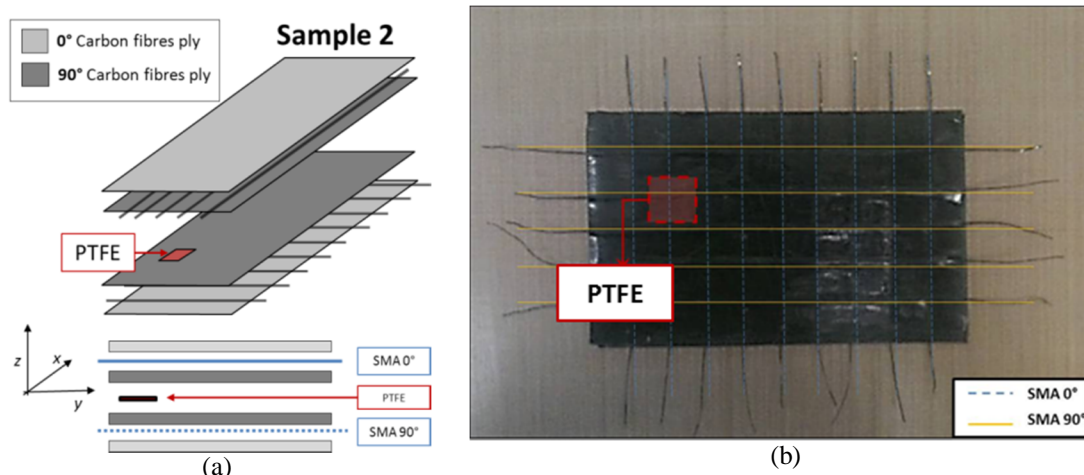 Sample 2
0° Carbon fibres ply
90° Carbon fibres ply
PTFE
z
x
y
SMA 0°
PTFE
SMA 90°
(a)
PTFE
SMA 0°
SMA 90°
(b)